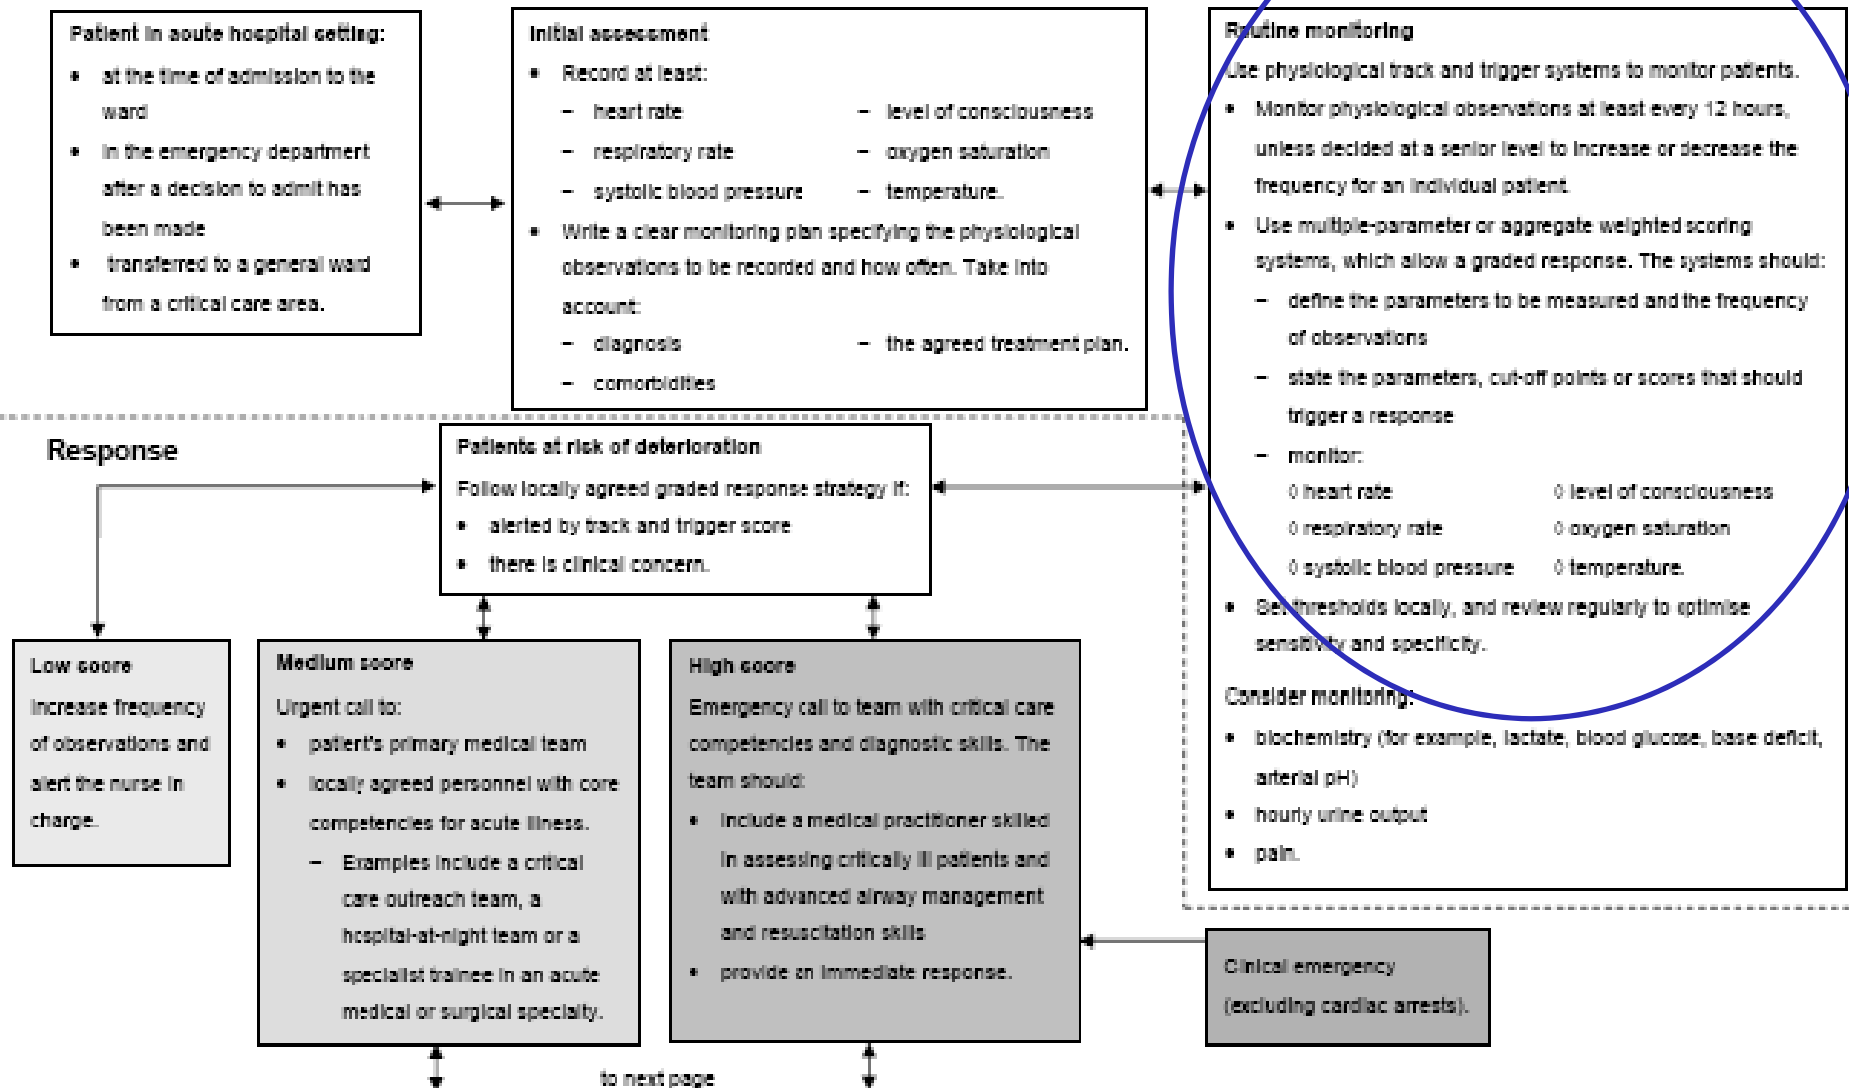 Patient in acute hospital setting:
• at the time of admission to the
ward
• in the emergency department
after a decision to admit has
been made
• transferred to a general ward
from a critical care area.
Initial assessment
• Record at least:
– heart rate – level of consciousness
– respiratory rate – oxygen saturation
– systolic blood pressure – temperature.
• Write a clear monitoring plan specifying the physiological
observations to be recorded and how often. Take into
account:
– diagnosis – the agreed treatment plan.
– comorbidities
Routine monitoring
Use physiological track and trigger systems to monitor patients.
• Monitor physiological observations at least every 12 hours,
unless decided at a senior level to increase or decrease the
frequency for an individual patient.
• Use multiple-parameter or aggregate weighted scoring
systems, which allow a graded response. The systems should:
– define the parameters to be measured and the frequency
of observations
– state the parameters, cut-off points or scores that should
trigger a response
– monitor:
◊ heart rate ◊ level of consciousness
◊ respiratory rate ◊ oxygen saturation
◊ systolic blood pressure ◊ temperature.
• Set thresholds locally, and review regularly to optimise
sensitivity and specificity.
Consider monitoring:
• biochemistry (for example, lactate, blood glucose, base deficit,
arterial pH)
• hourly urine output
• pain.
Response
Patients at risk of deterioration
Follow locally agreed graded response strategy if:
• alerted by track and trigger score
• there is clinical concern.
Low score
Increase frequency
of observations and
alert the nurse in
charge.
Medium score
Urgent call to:
• patient's primary medical team
• locally agreed personnel with core
competencies for acute illness.
– Examples include a critical
care outreach team, a
hospital-at-night team or a
specialist trainee in an acute
medical or surgical specialty.
High score
Emergency call to team with critical care
competencies and diagnostic skills. The
team should:
• include a medical practitioner skilled
in assessing critically ill patients and
with advanced airway management
and resuscitation skills
• provide an immediate response.
Clinical emergency
(excluding cardiac arrests).
to next page